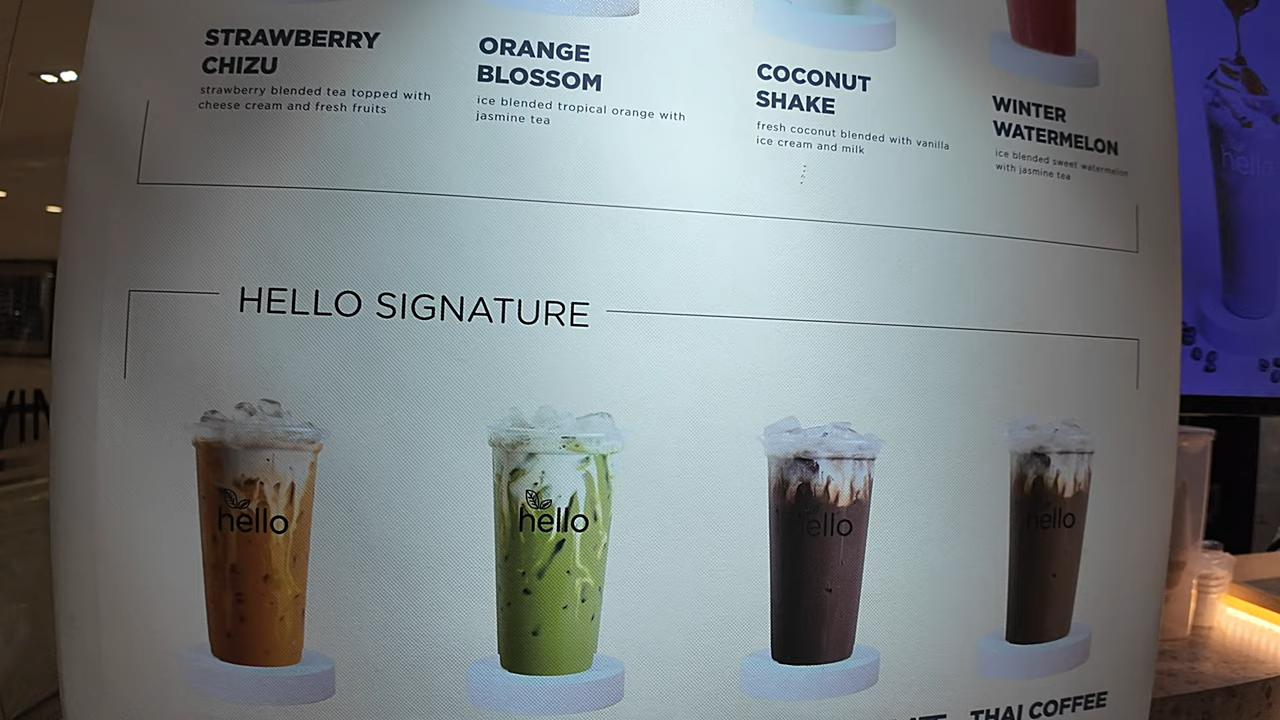 STRAWBERRY
CHIZU
strawberry blended tea topped with
cheese cream and fresh fruits
ORANGE
BLOSSOM
ice blended tropical orange with
jasmine tea
COCONUT
SHAKE
fresh coconut blended with vanilla
ice cream and milk
WINTER
WATERMELON
ice blended sweet watermelon
with jasmine tea
HELLO SIGNATURE
hello
hello
hello
hello
hello
THAI COFFEE